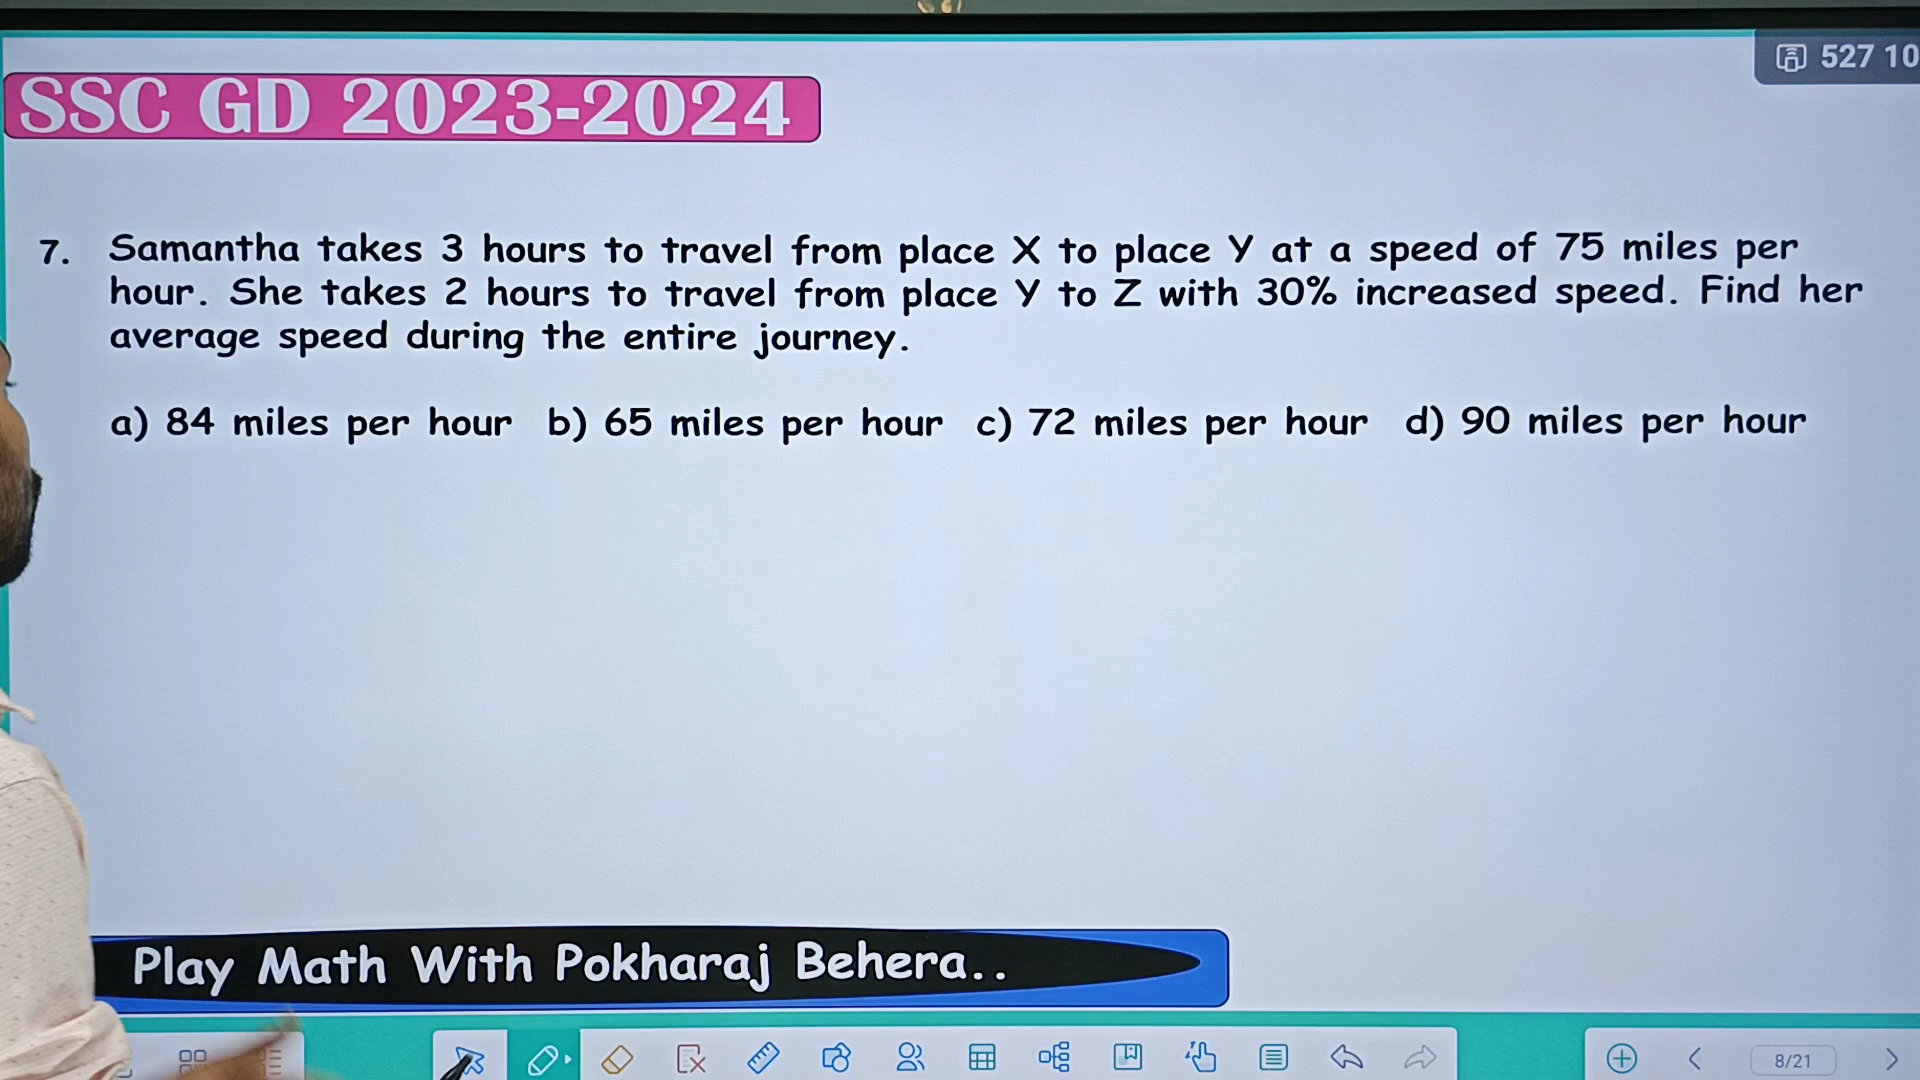 527 10
SSC GD 2023-2024
7. Samantha takes 3 hours to travel from place X to place Y at a speed of 75 miles per
hour. She takes 2 hours to travel from place Y to Z with 30% increased speed. Find her
average speed during the entire journey.
a) 84 miles per hour b) 65 miles per hour c) 72 miles per hour d) 90 miles per hour
Play Math With Pokharaj Behera..
8/21